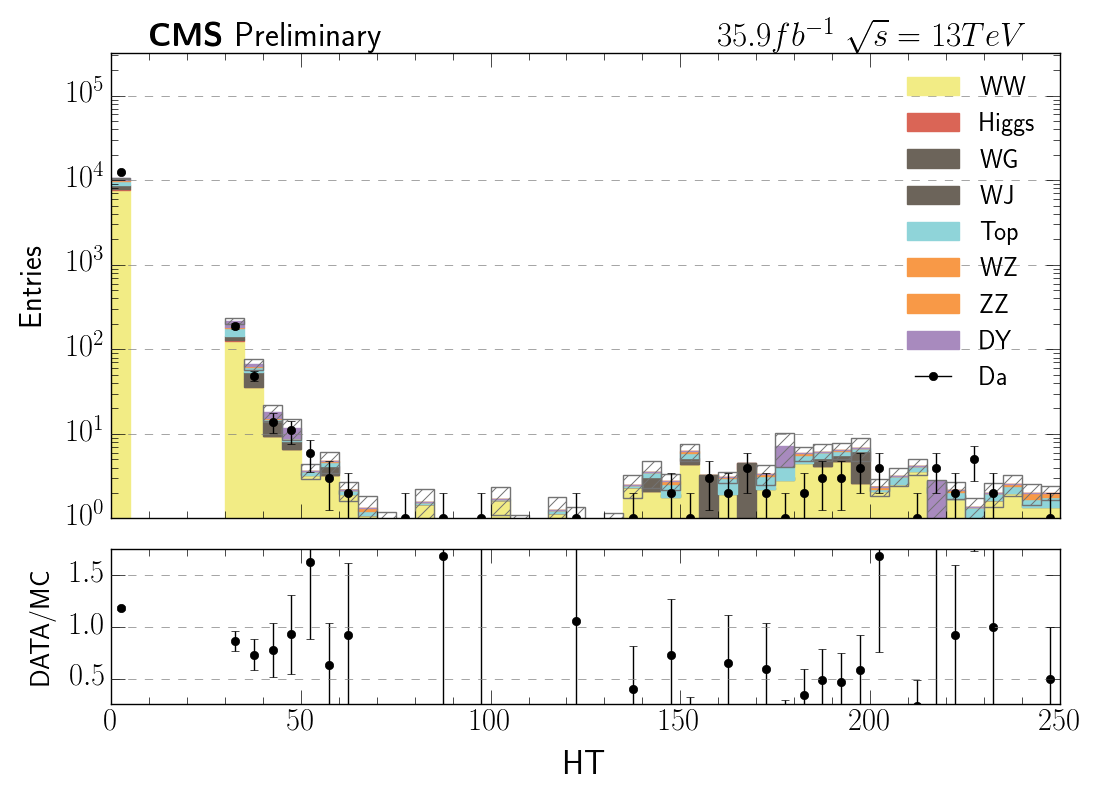 CMS Preliminary 35.9fb⁻¹ √s = 13TeV
Entries
10⁵
10⁴
10³
10²
10¹
10⁰
WW
Higgs
WG
WJ
Top
WZ
ZZ
DY
Da
DATA/MC
1.5
1.0
0.5
0 50 100 150 200 250
HT